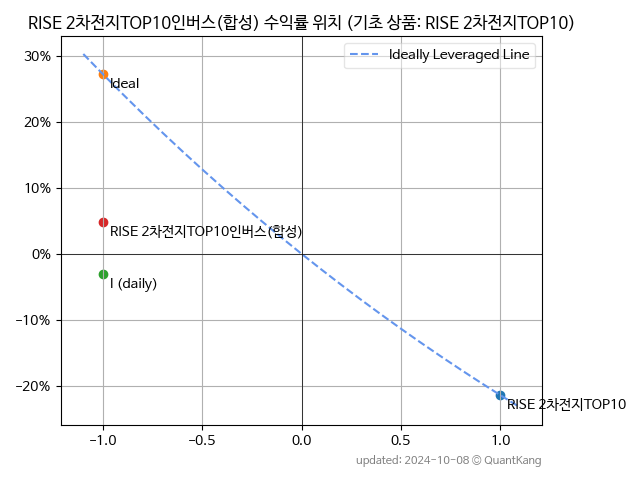 RISE 2차전지TOP10인버스(합성) 수익률 위치 (기초 상품: RISE 2차전지TOP10)
30%
20%
10%
0%
−10%
−20%
Ideally Leveraged Line
Ideal
RISE 2차전지TOP10인버스(합성)
I (daily)
RISE 2차전지TOP10
−1.0
−0.5
0.0
0.5
1.0
updated: 2024-10-08 © QuantKang